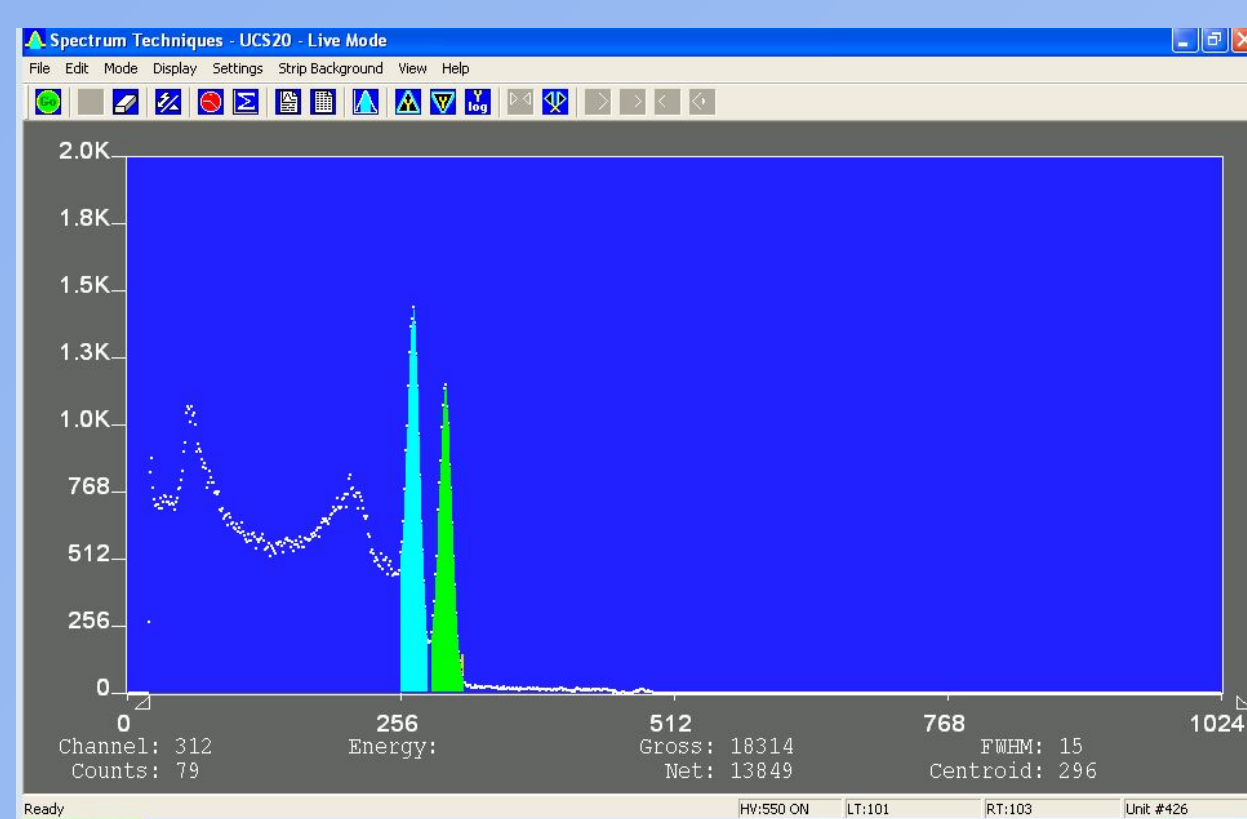 Spectrum Techniques - UCS20 - Live Mode
File Edit Mode Display Settings Strip Background View Help
Go
Y log
2.0K
1.8K
1.5K
1.3K
1.0K
768
512
256
0
0 256 512 768 1024
Channel: 312 Energy: Gross: 18314 FWHM: 15
Counts: 79 Net: 13849 Centroid: 296
Ready HV:550 ON LT:101 RT:103 Unit #426